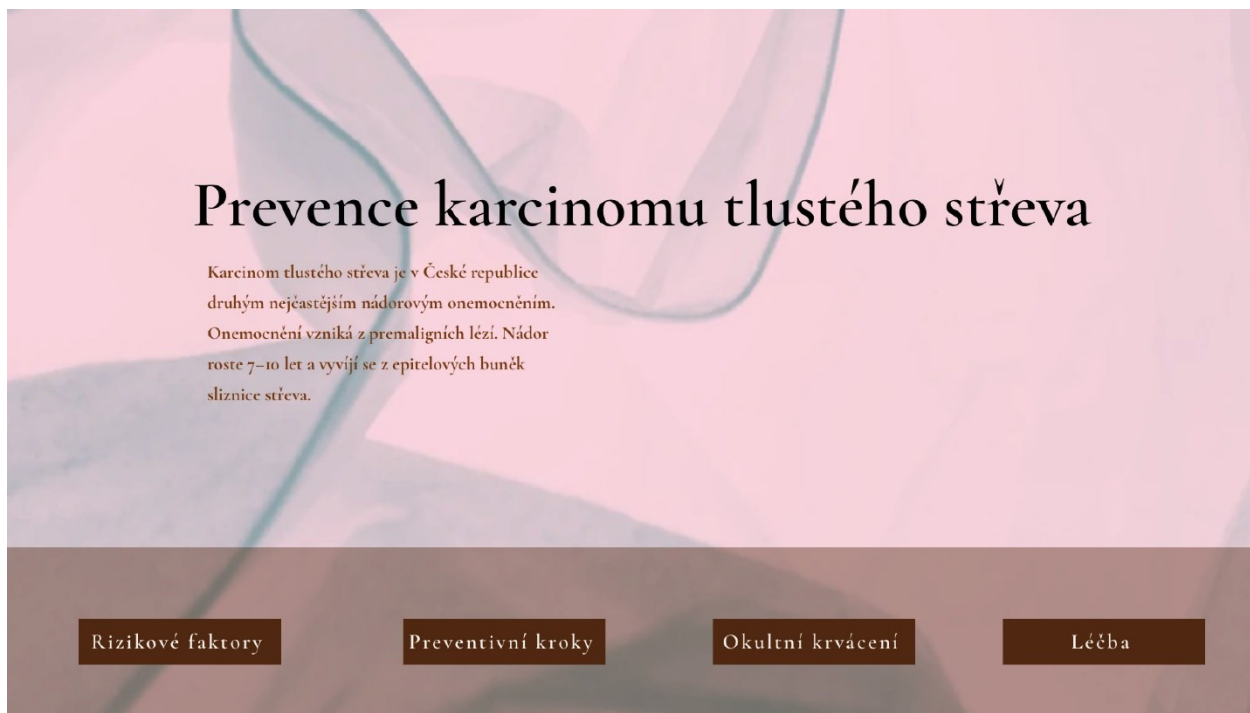 Prevence karcinomu tlustého střeva
Karcinom tlustého střeva je v České republice
druhým nejčastějším nádorovým onemocněním.
Onemocnění vzniká z premaligních lézí. Nádor
roste 7–10 let a vyvíjí se z epitelových buněk
sliznice střeva.
Rizikové faktory
Preventivní kroky
Okultní krvácení
Léčba